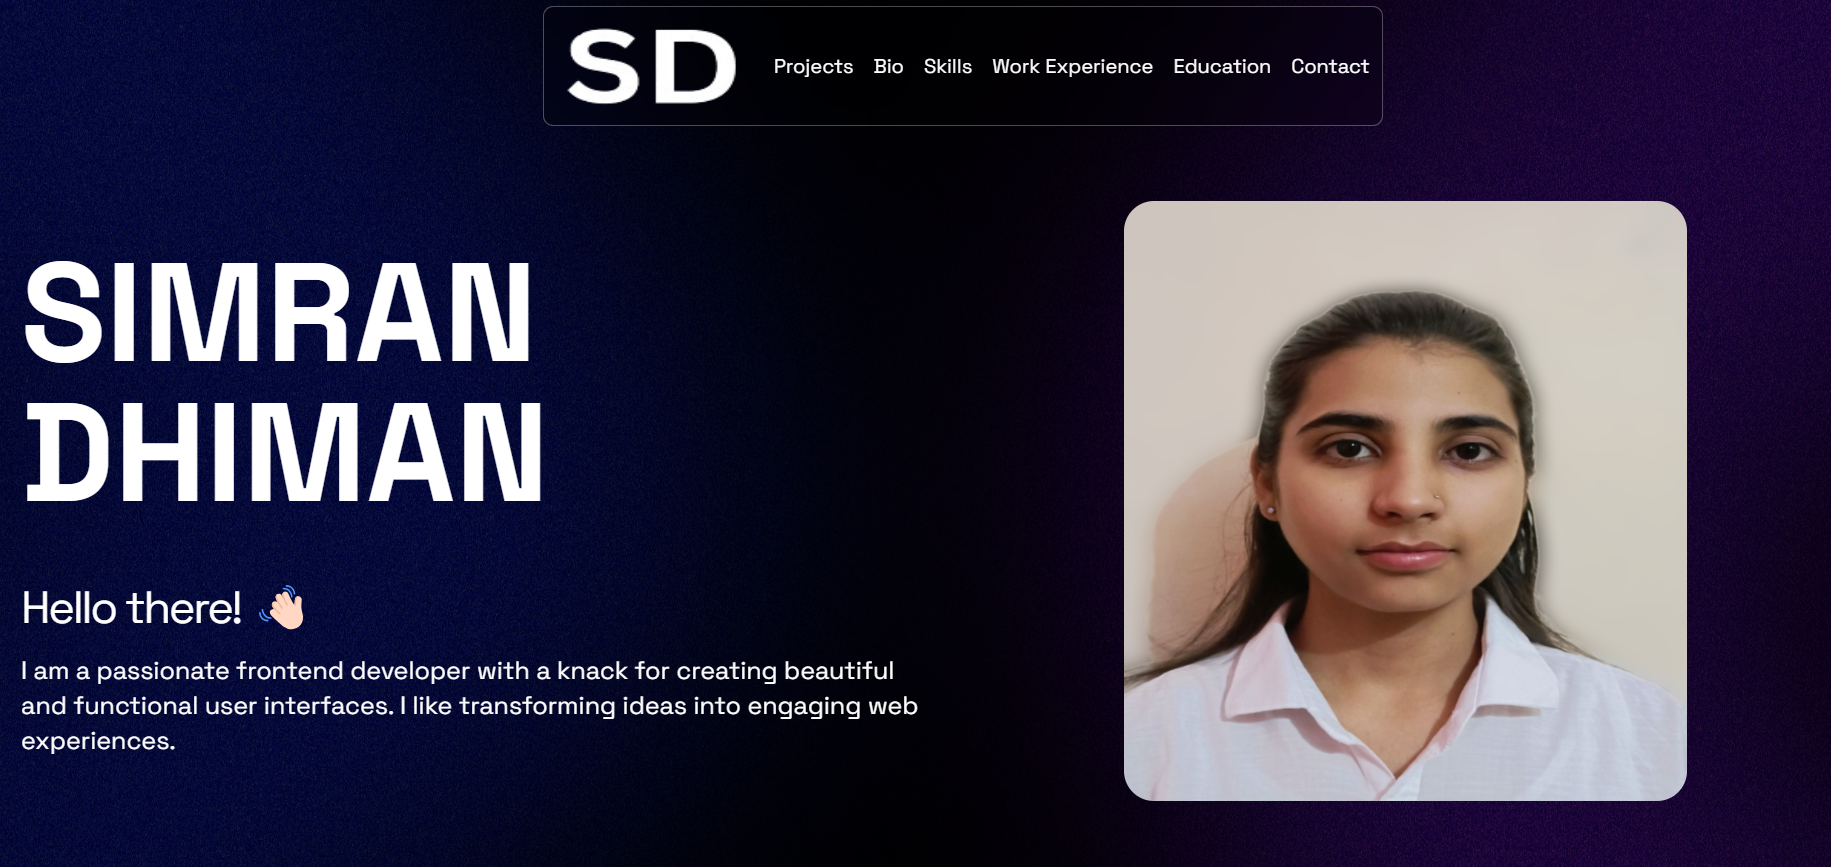 SD
Projects Bio Skills Work Experience Education Contact
SIMRAN
DHIMAN
Hello there! 👋
I am a passionate frontend developer with a knack for creating beautiful
and functional user interfaces. I like transforming ideas into engaging web
experiences.